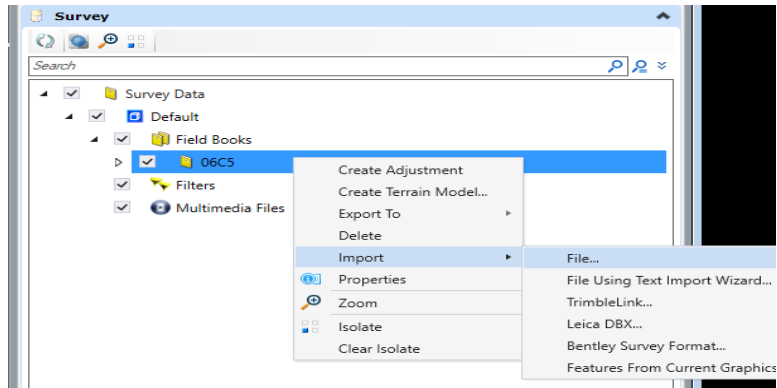 Survey
Search
Survey Data
Default
Field Books
06C5
Filters
Multimedia Files
Create Adjustment
Create Terrain Model...
Export To
Delete
Import
Properties
Zoom
Isolate
Clear Isolate
File...
File Using Text Import Wizard...
TrimbleLink...
Leica DBX...
Bentley Survey Format...
Features From Current Graphics